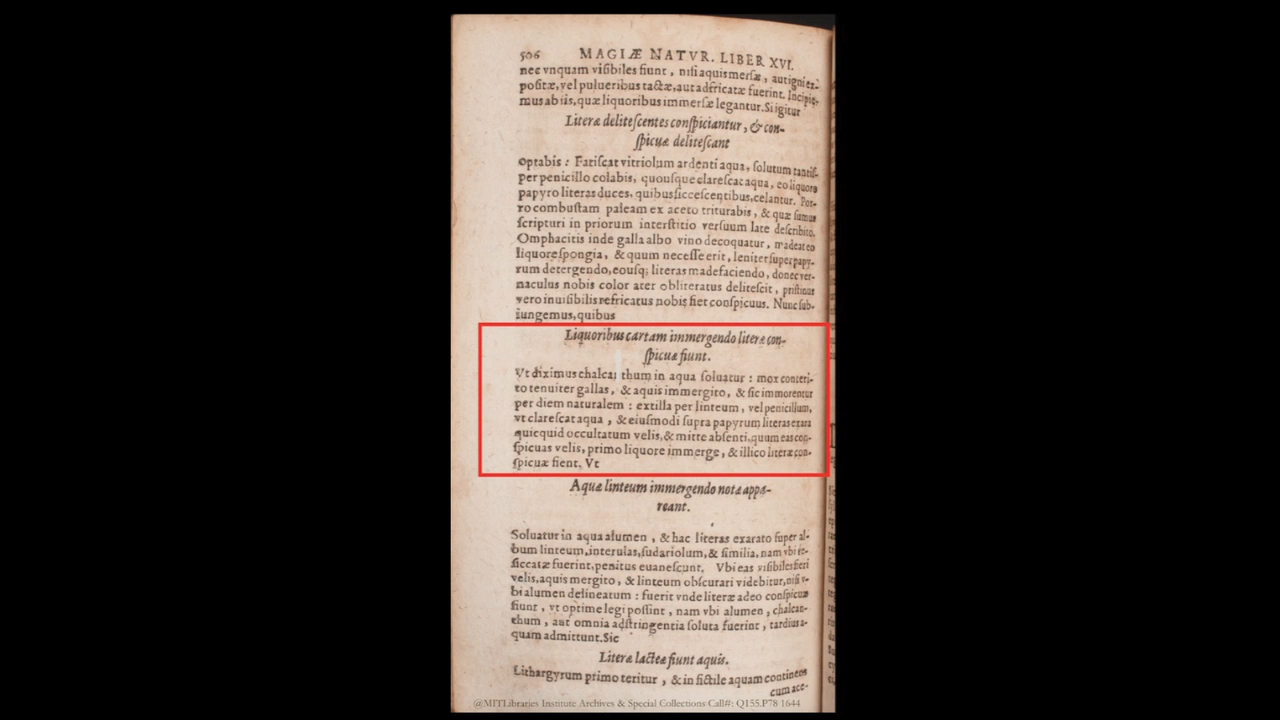 506 MAGIÆ NATVR. LIBER XVI.
nec vnquam visibiles fiunt, nisi aquis mersæ, aut igni ex-
positæ, vel pulueribus tactæ, aut adfricatæ fuerint. Incipie-
mus ab iis, quæ liquoribus immersæ legantur. Si igitur
Literæ delitescentes conspiciantur, & con-
spicuæ delitescant
optabis: Fatiscat vitriolum ardenti aqua, solutum tantis-
per penicillo colabis, quousque clarescat aqua, eo liquore
papyro literas duces, quibus siccescentibus, celantur. Por-
ro combustam paleam ex aceto triturabis, & quæ sumus
scripturi in priorum interstitio versuum late describito,
Omphacitis inde galla albo vino decoquatur, madeat eo
liquore spongia, & quum necesse erit, leniter super papy-
rum detergendo, eousq; literas madefaciendo, donec ver-
naculus nobis color ater obliteratus delitescit, pristinus
vero inuisibilis refricatus nobis fiet conspicuus. Nunc sub-
iungemus, quibus
Liquoribus cartam immergendo literæ con-
spicuæ fiunt.
Vt diximus chalcanthum in aqua soluatur: mox conteri-
to tenuiter gallas, & aquis immergito, & sic immorentur
per diem naturalem: extilla per linteum, vel penicillum,
vt clarescat aqua, & eiusmodi supra papyrum literas exara
quicquid occultatum velis, & mitte absenti, quum eas con-
spicuas velis, primo liquore immerge, & illico literæ con-
spicuæ fient. Vt
Aquæ linteum immergendo notæ appa-
reant.
Soluatur in aqua alumen, & hac literas exarato super al-
bum linteum, interulas, sudariolum, & similia, nam vbi ex-
siccatæ fuerint, penitus euanescunt. Vbi eas visibiles fieri
velis, aquis mergito, & linteum obscurari videbitur, nisi v-
bi alumen delineatum: fuerit vnde literæ adeo conspicuæ
fiunt, vt optime legi possint, nam vbi alumen, chalcan-
thum, aut omnia adstringentia soluta fuerint, tardius a-
quam admittunt. Sic
Literæ lacteæ fiunt aquis.
Lithargyrum primo teritur, & in fictile aquam continens
cum ace-
@MITLibraries Institute Archives & Special Collections Call#: Q155.P78 1644